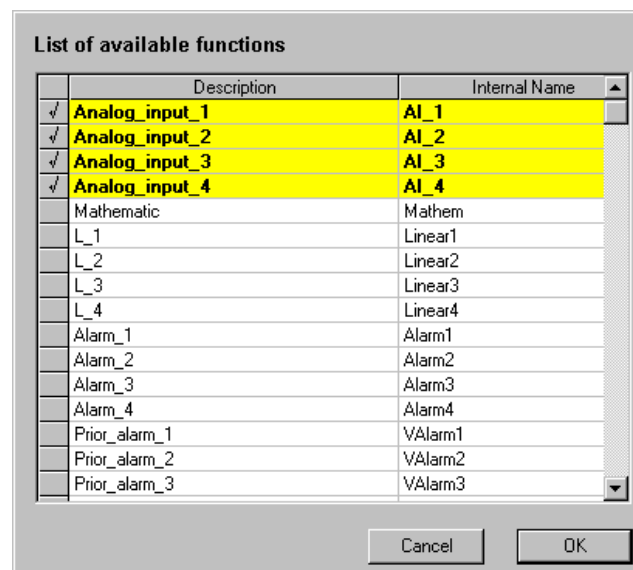 List of available functions
Description Internal Name
√ Analog_input_1 AI_1
√ Analog_input_2 AI_2
√ Analog_input_3 AI_3
√ Analog_input_4 AI_4
Mathematic Mathem
L_1 Linear1
L_2 Linear2
L_3 Linear3
L_4 Linear4
Alarm_1 Alarm1
Alarm_2 Alarm2
Alarm_3 Alarm3
Alarm_4 Alarm4
Prior_alarm_1 VAlarm1
Prior_alarm_2 VAlarm2
Prior_alarm_3 VAlarm3
Cancel OK